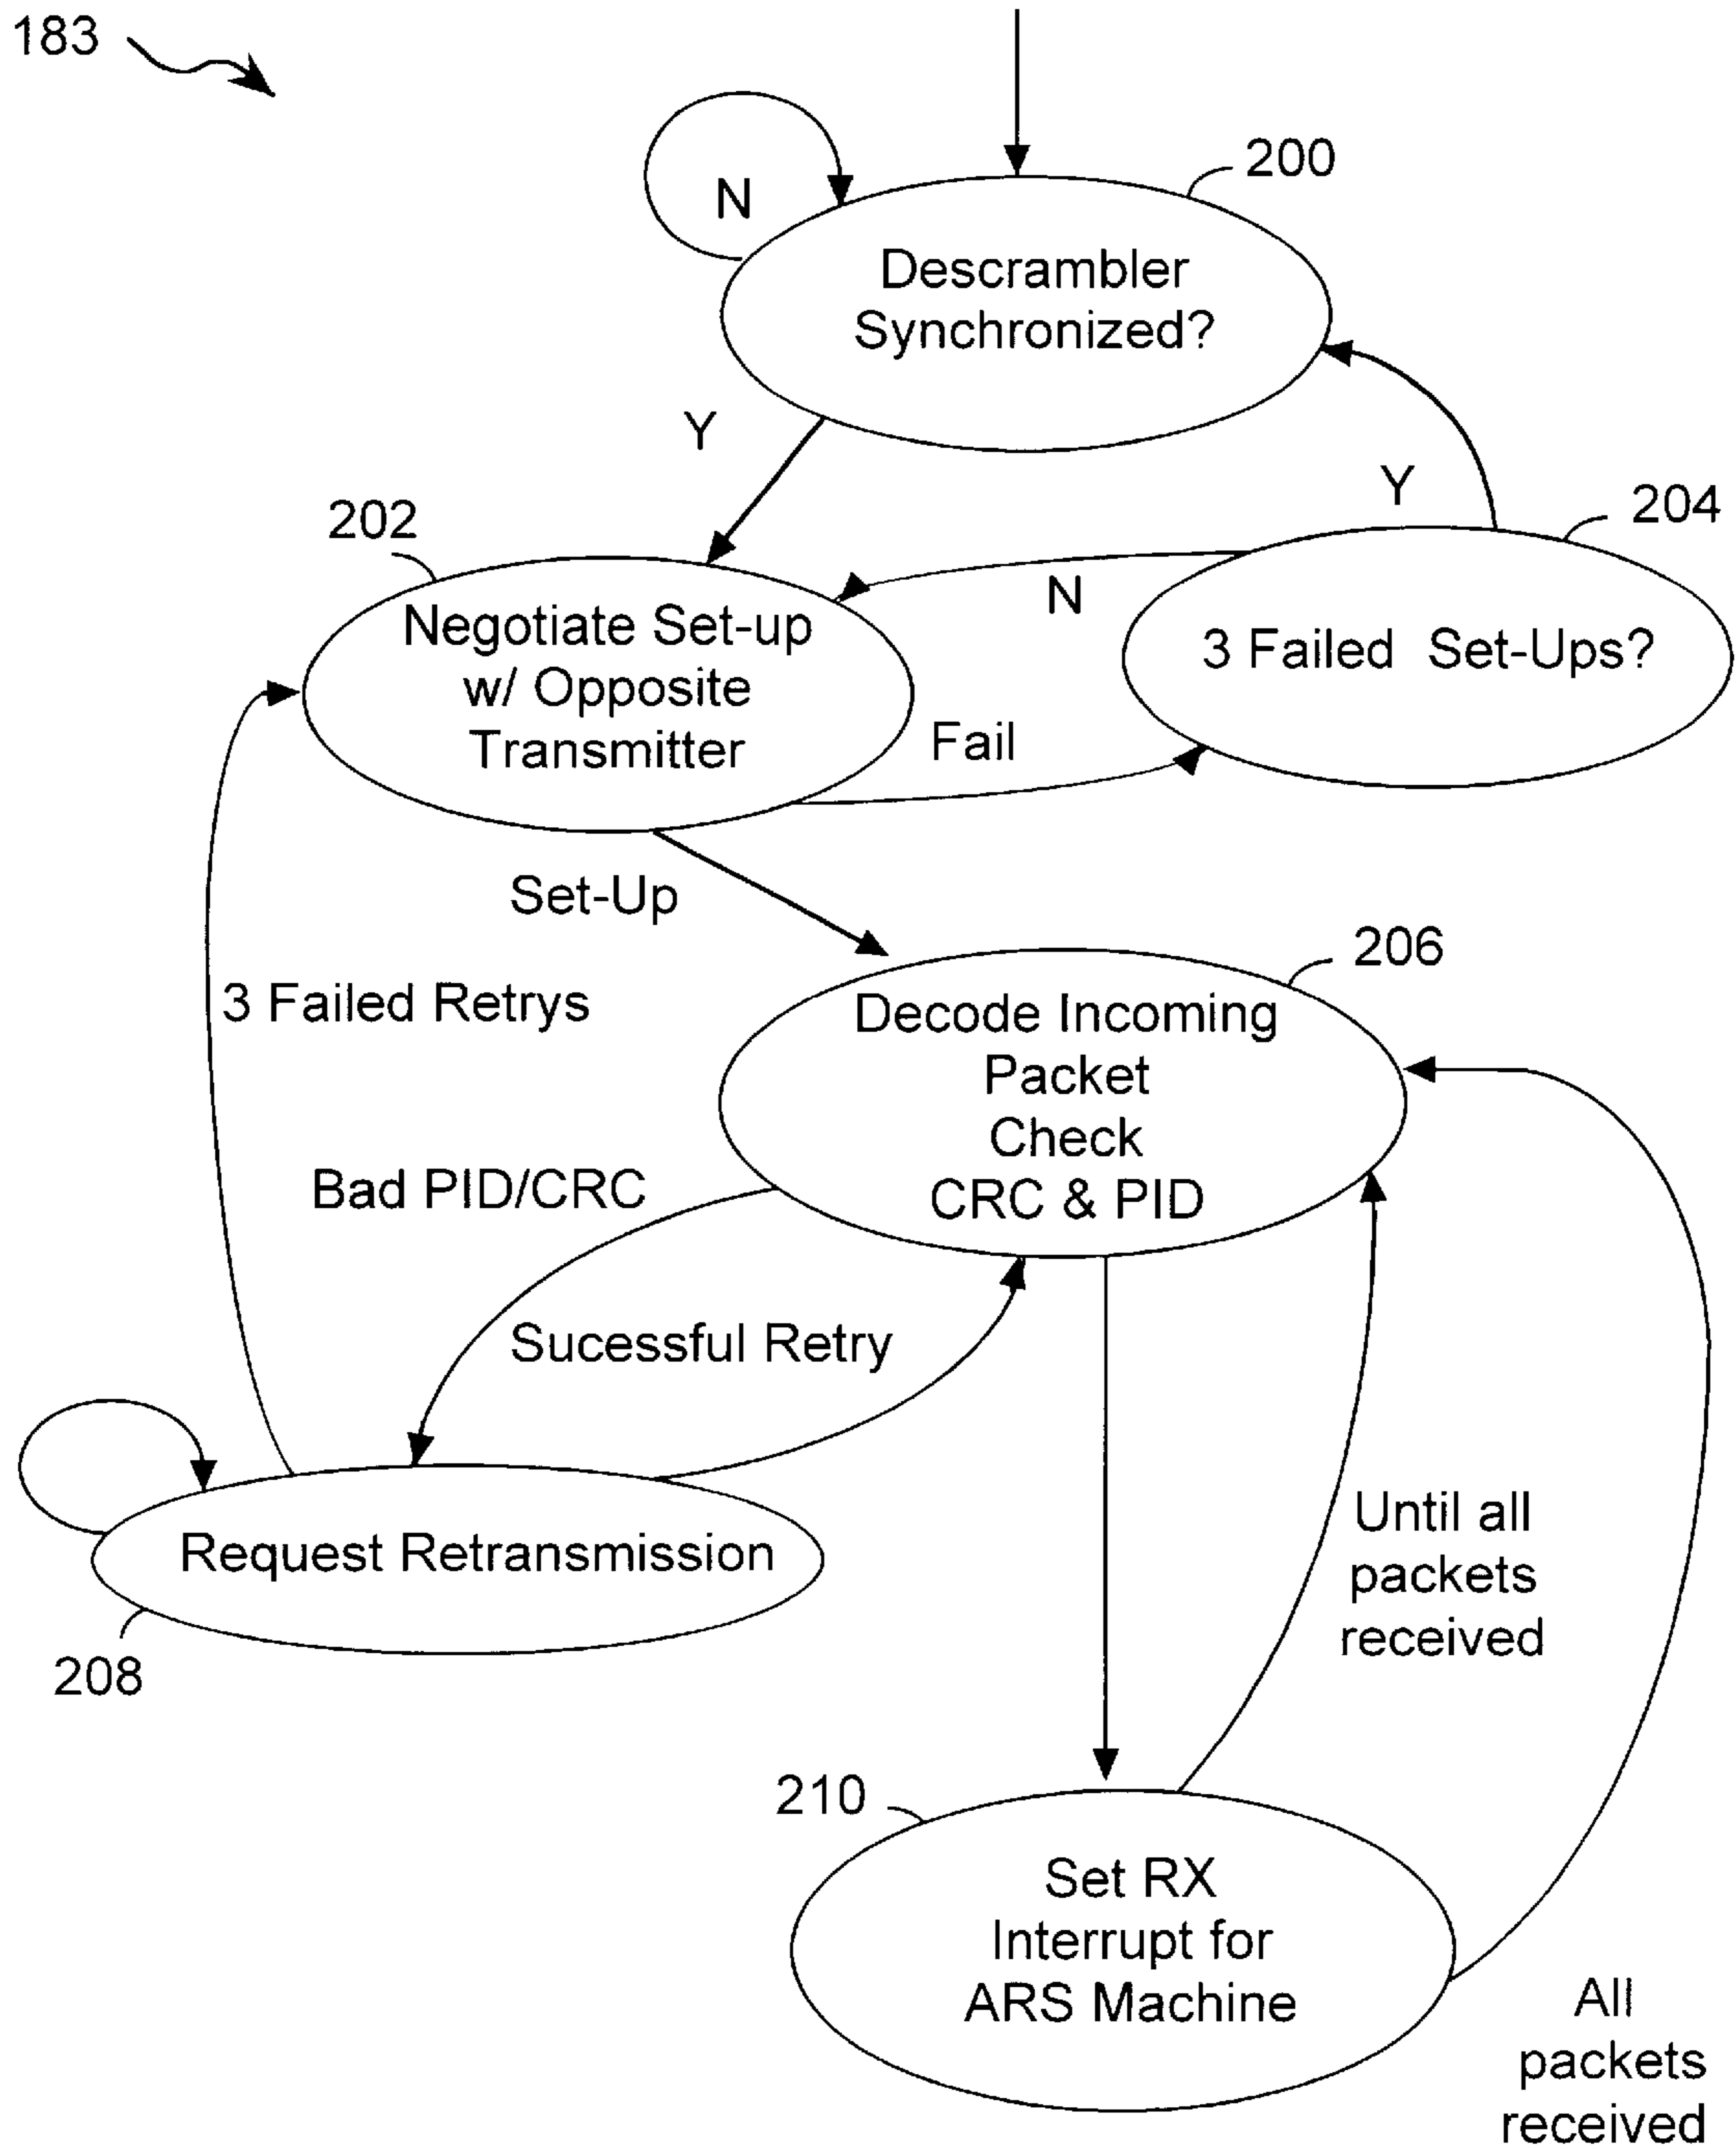 183
200
N
Descrambler
Synchronized?
Y
Y
202
204
N
Negotiate Set-up
w/ Opposite
Transmitter
3 Failed Set-Ups?
Fail
Set-Up
206
3 Failed Retrys
Decode Incoming
Packet
Check
CRC & PID
Bad PID/CRC
Sucessful Retry
Until all
packets
received
Request Retransmission
208
210
Set RX
Interrupt for
ARS Machine
All
packets
received